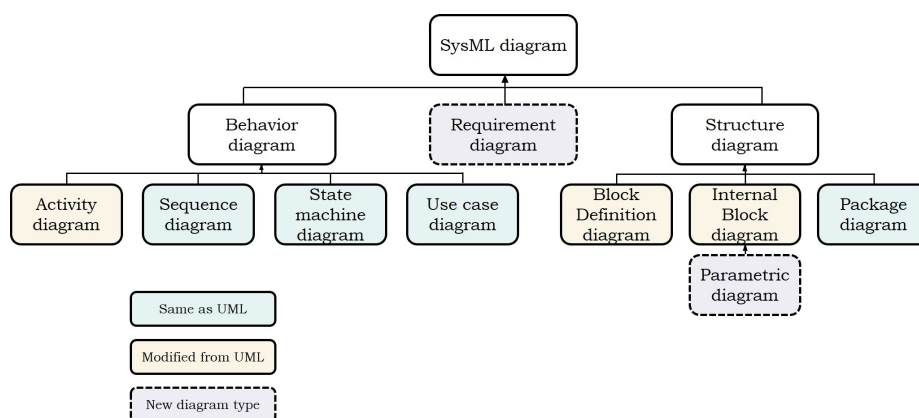 SysML diagram
Behavior
diagram
Requirement
diagram
Structure
diagram
Activity
diagram
Sequence
diagram
State
machine
diagram
Use case
diagram
Block
Definition
diagram
Internal
Block
diagram
Package
diagram
Parametric
diagram
Same as UML
Modified from UML
New diagram type